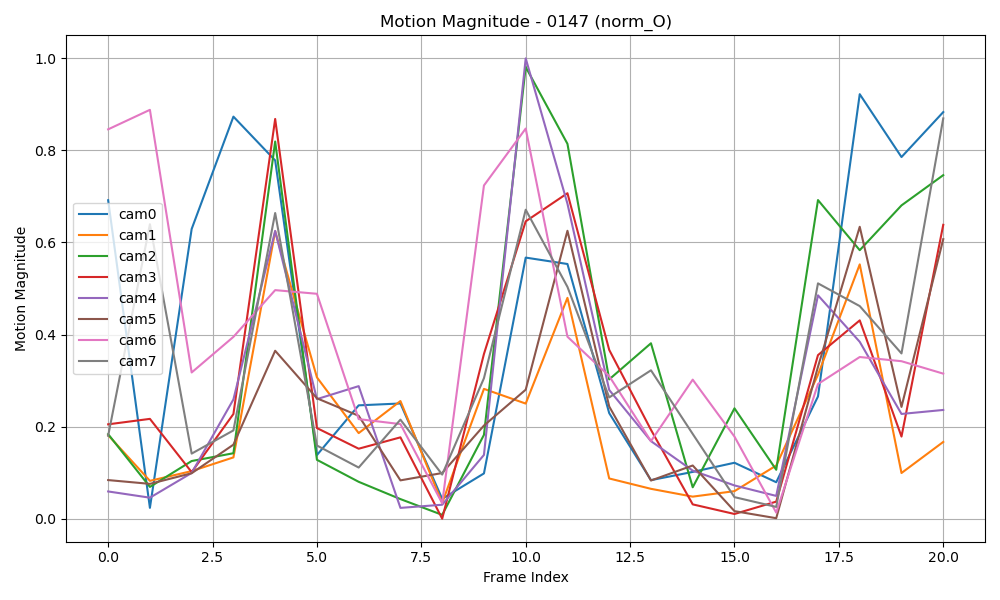 Motion Magnitude - 0147 (norm_O)
Motion Magnitude
1.0
0.8
0.6
0.4
0.2
0.0
cam0
cam1
cam2
cam3
cam4
cam5
cam6
cam7
0.0 2.5 5.0 7.5 10.0 12.5 15.0 17.5 20.0
Frame Index